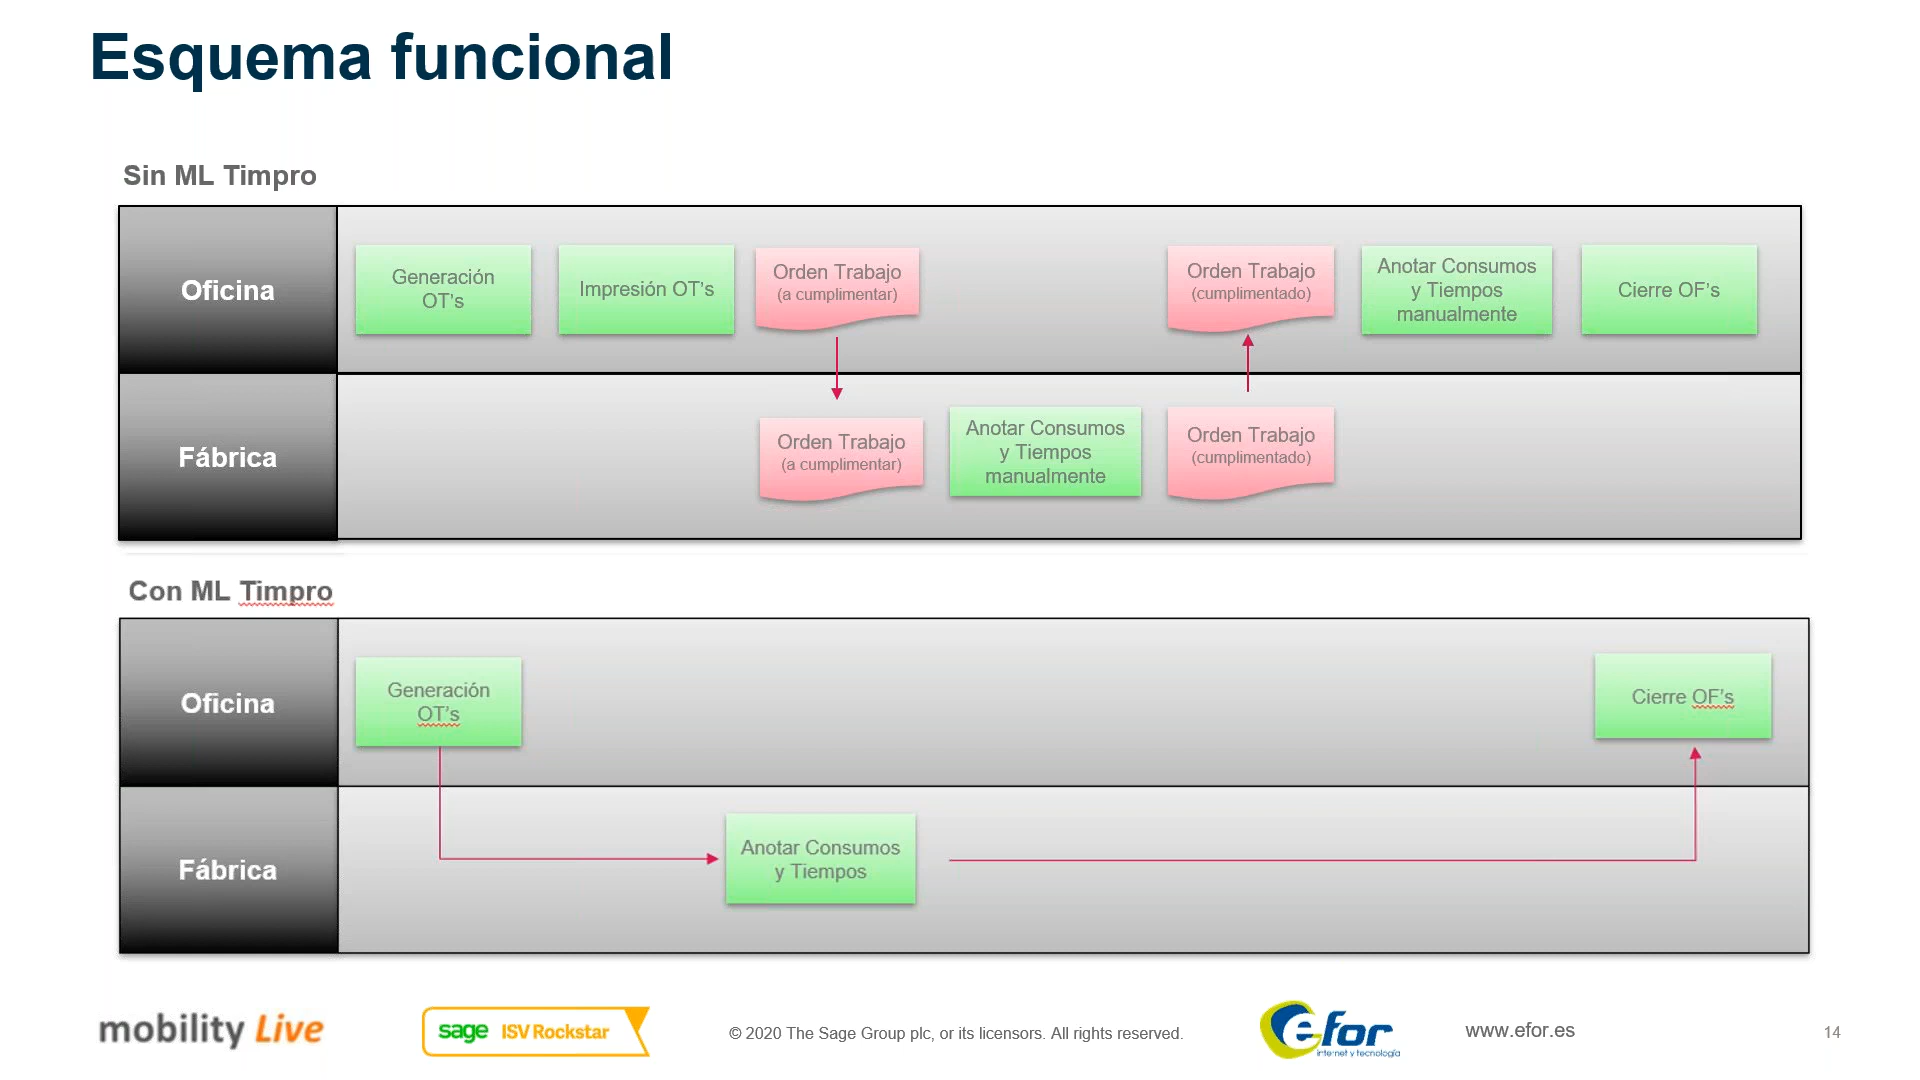 Esquema funcional
Sin ML Timpro
Oficina
Generación
OT's
Impresión OT's
Orden Trabajo
(a cumplimentar)
Orden Trabajo
(cumplimentado)
Anotar Consumos
y Tiempos
manualmente
Cierre OF's
Fábrica
Orden Trabajo
(a cumplimentar)
Anotar Consumos
y Tiempos
manualmente
Orden Trabajo
(cumplimentado)
Con ML Timpro
Oficina
Generación
OT's
Cierre OF's
Fábrica
Anotar Consumos
y Tiempos
mobility Live
sage ISV Rockstar
© 2020 The Sage Group plc, or its licensors. All rights reserved.
e-for
internet y tecnología
www.efor.es
14